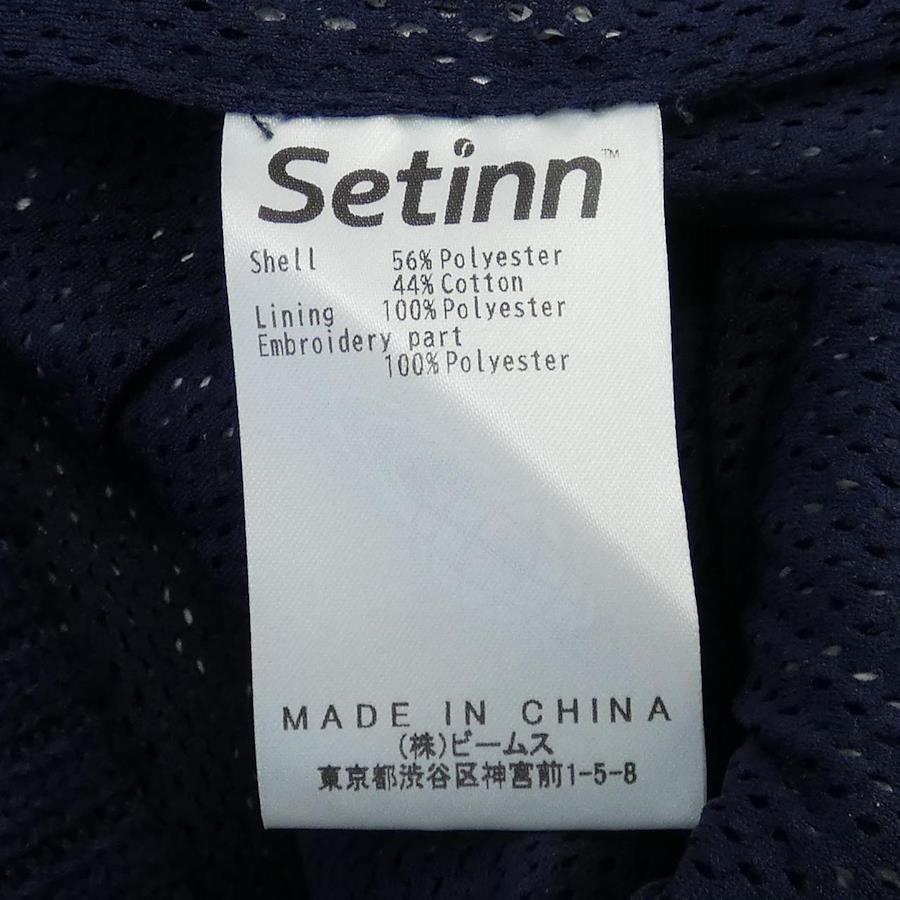 Setinn™
Shell 56% Polyester
44% Cotton
Lining 100% Polyester
Embroidery part
100% Polyester
MADE IN CHINA
(株)ビームス
東京都渋谷区神宮前1-5-8